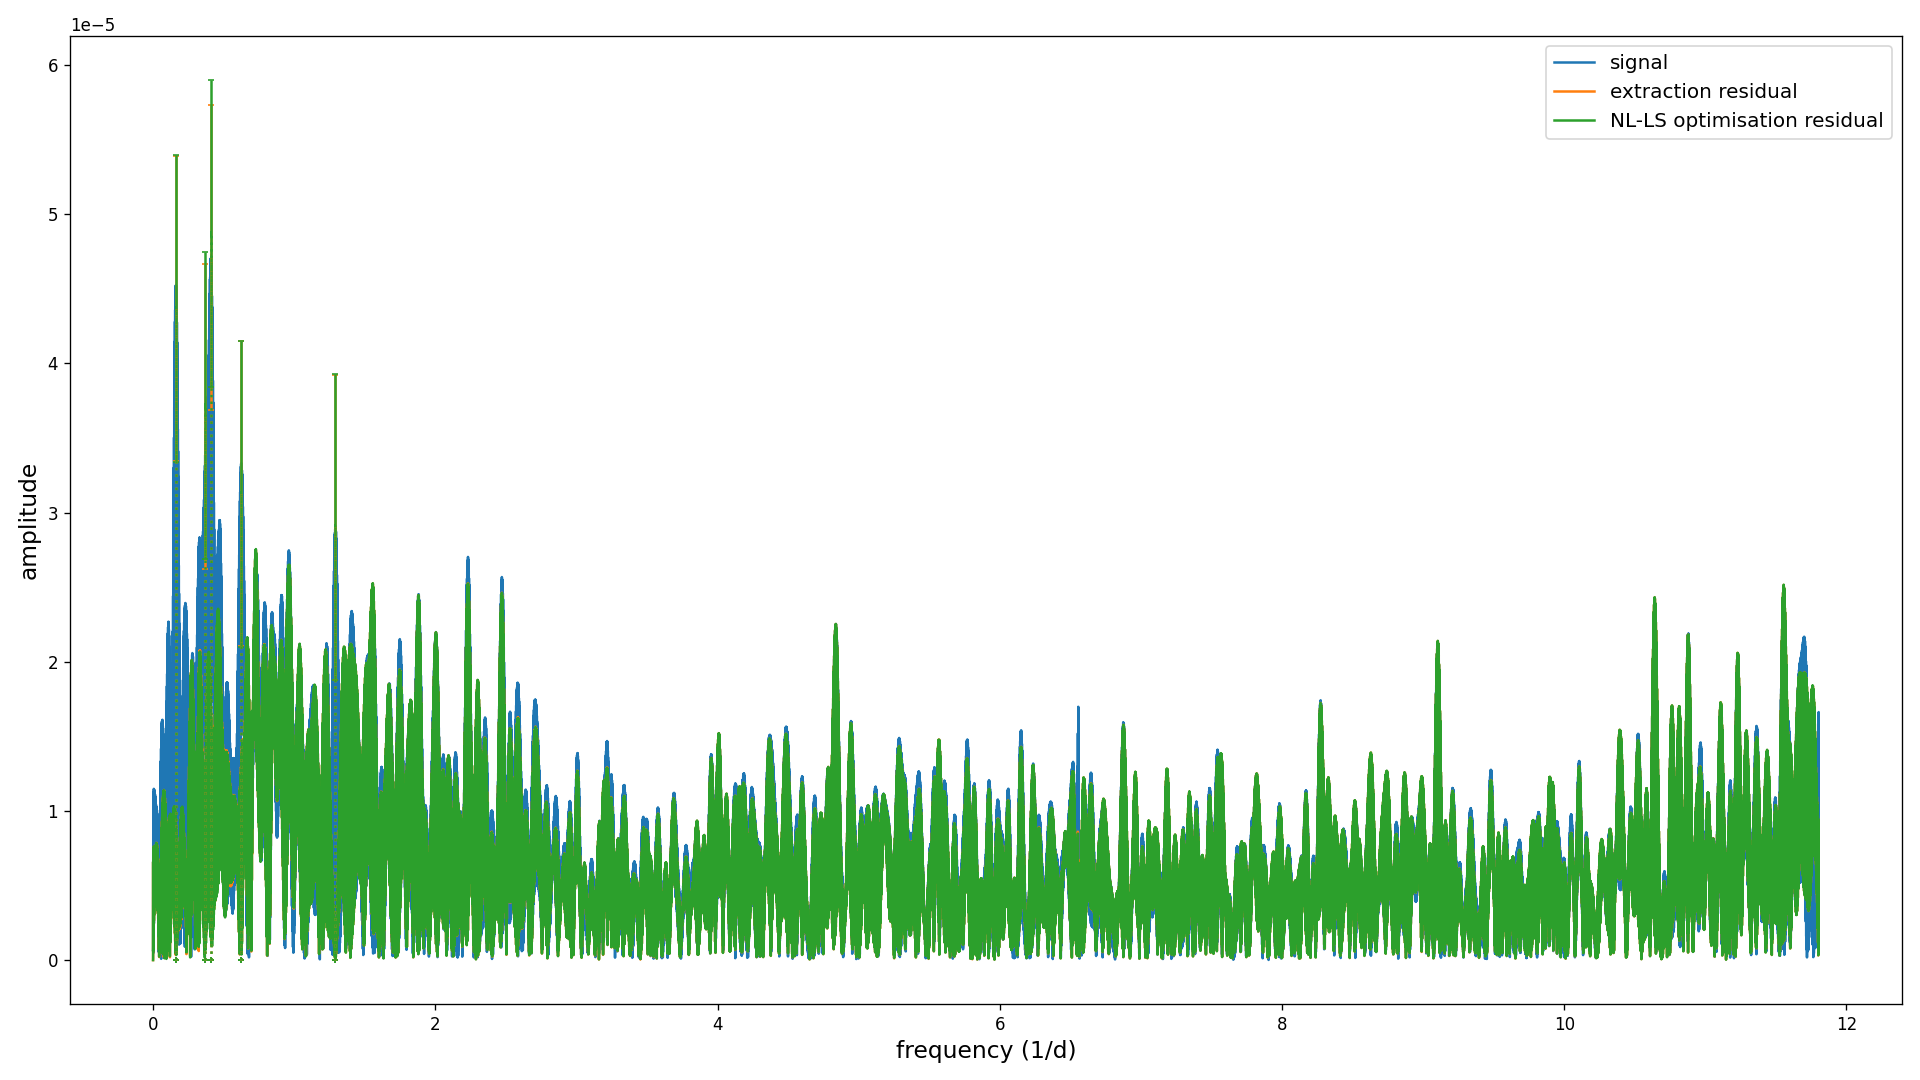 1e−5
signal
extraction residual
NL-LS optimisation residual
6
5
4
3
2
1
0
amplitude
0
2
4
6
8
10
12
frequency (1/d)